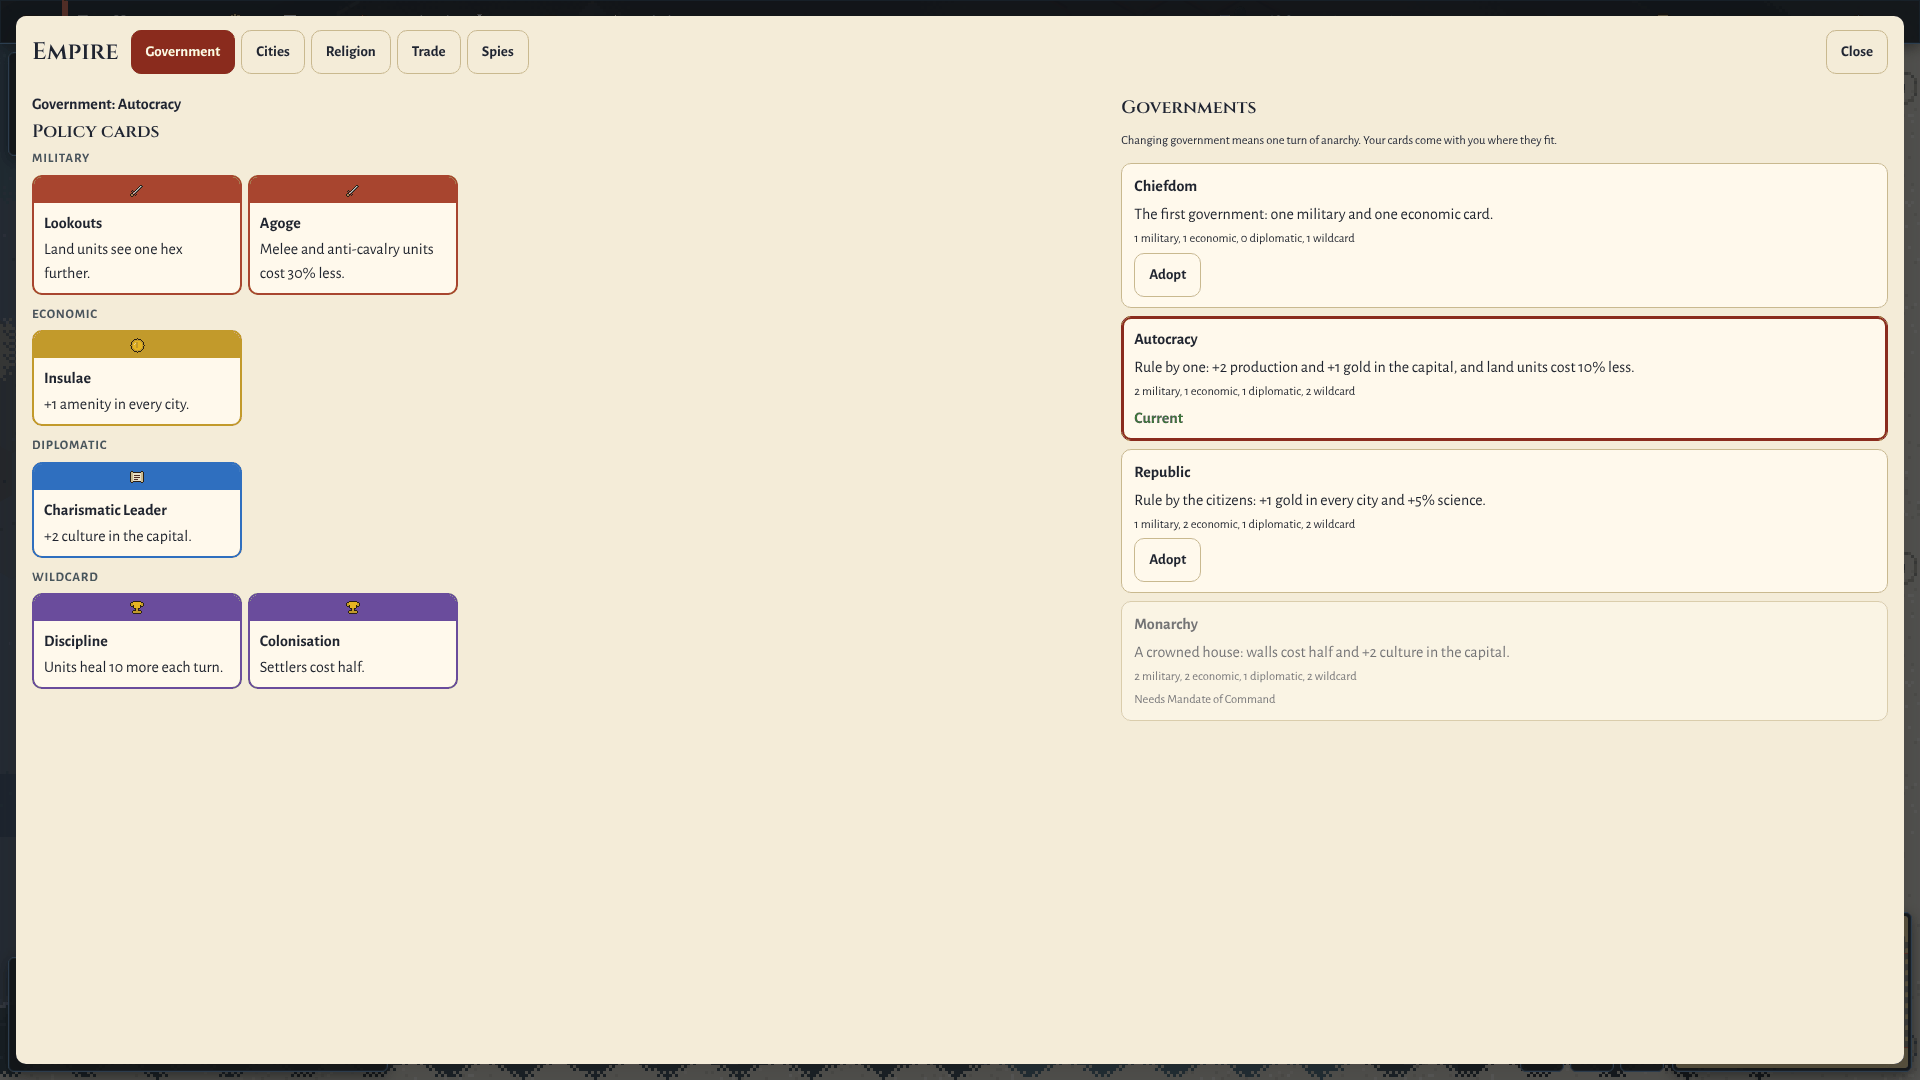 Empire
Government
Cities
Religion
Trade
Spies
Close
Government: Autocracy
Policy cards
MILITARY
Lookouts
Land units see one hex
further.
Agoge
Melee and anti-cavalry units
cost 30% less.
ECONOMIC
Insulae
+1 amenity in every city.
DIPLOMATIC
Charismatic Leader
+2 culture in the capital.
WILDCARD
Discipline
Units heal 10 more each turn.
Colonisation
Settlers cost half.
Governments
Changing government means one turn of anarchy. Your cards come with you where they fit.
Chiefdom
The first government: one military and one economic card.
1 military, 1 economic, 0 diplomatic, 1 wildcard
Adopt
Autocracy
Rule by one: +2 production and +1 gold in the capital, and land units cost 10% less.
2 military, 1 economic, 1 diplomatic, 2 wildcard
Current
Republic
Rule by the citizens: +1 gold in every city and +5% science.
1 military, 2 economic, 1 diplomatic, 2 wildcard
Adopt
Monarchy
A crowned house: walls cost half and +2 culture in the capital.
2 military, 2 economic, 1 diplomatic, 2 wildcard
Needs Mandate of Command